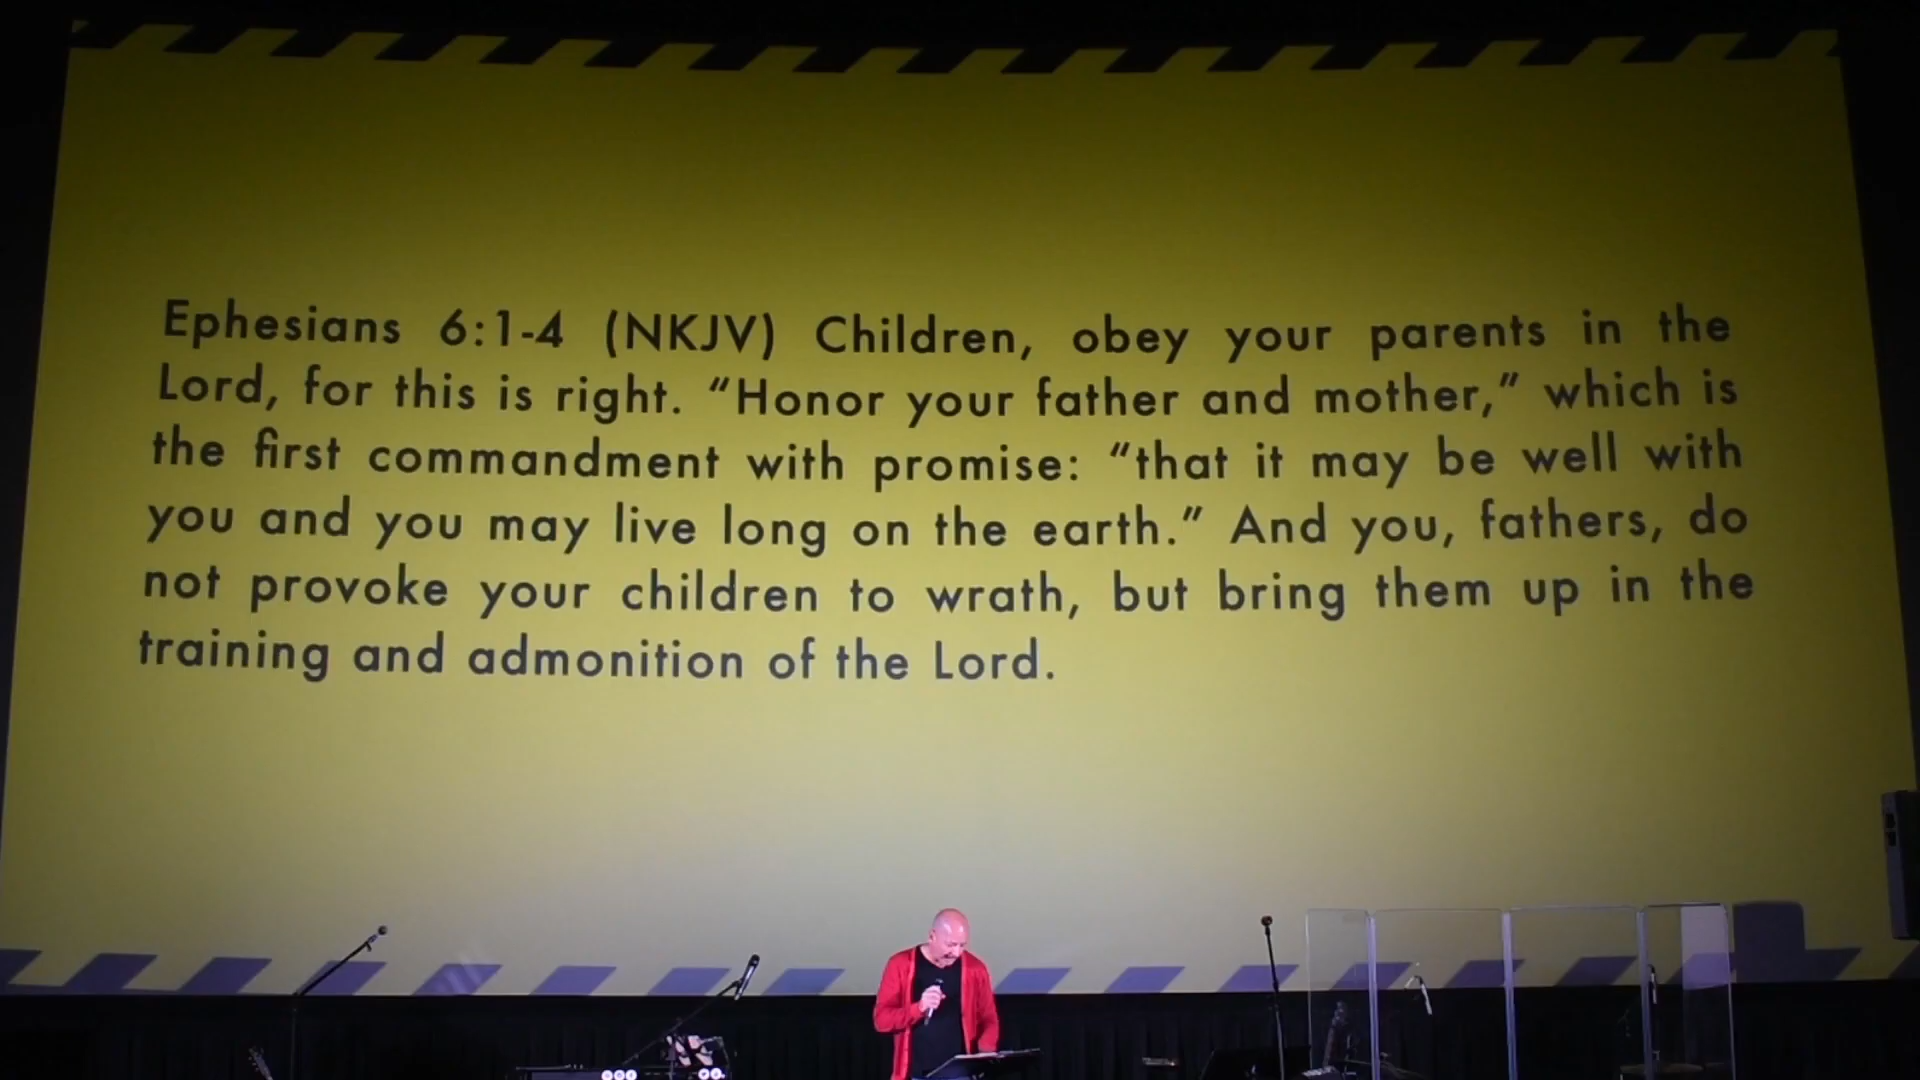 Ephesians 6:1-4 (NKJV) Children, obey your parents in the
Lord, for this is right. “Honor your father and mother,” which is
the first commandment with promise: “that it may be well with
you and you may live long on the earth.” And you, fathers, do
not provoke your children to wrath, but bring them up in the
training and admonition of the Lord.